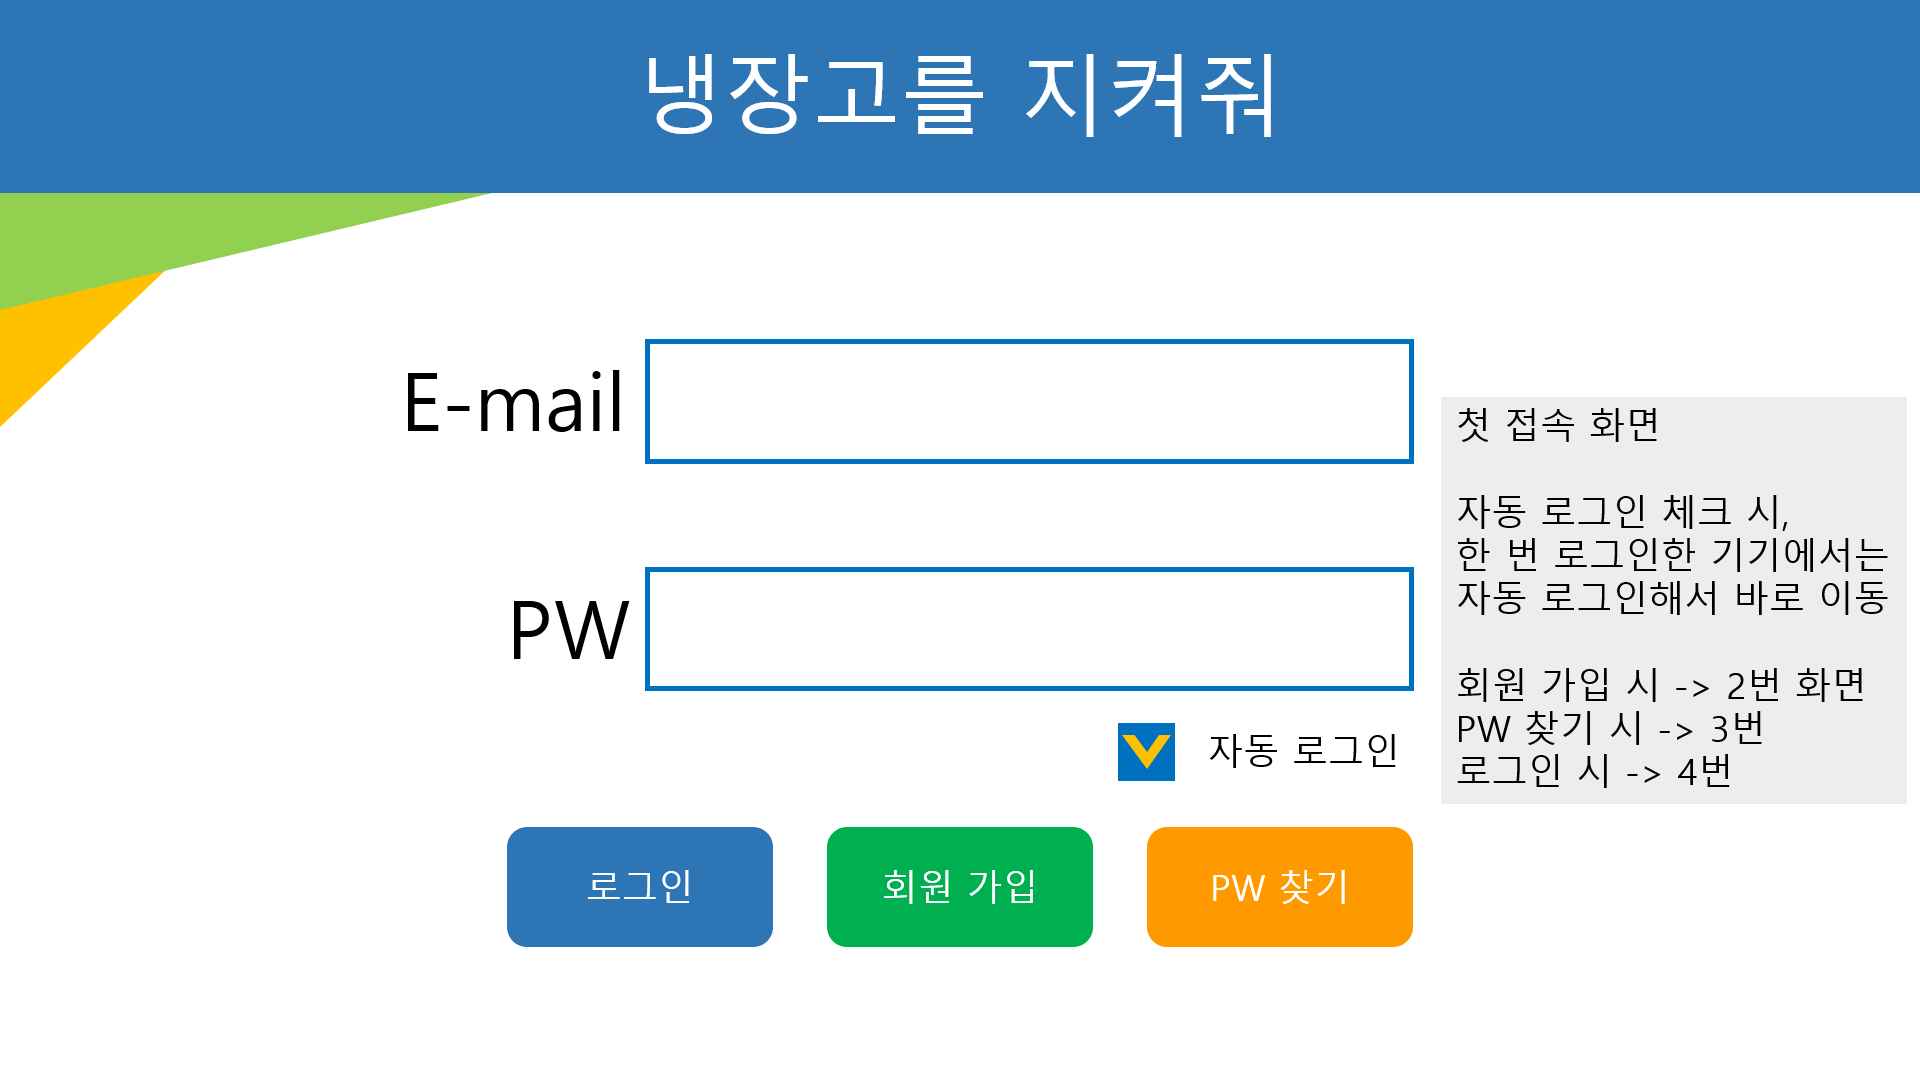 냉장고를 지켜줘
E-mail
PW
자동 로그인
로그인
회원 가입
PW 찾기
첫 접속 화면
자동 로그인 체크 시,
한 번 로그인한 기기에서는
자동 로그인해서 바로 이동
회원 가입 시 -> 2번 화면
PW 찾기 시 -> 3번
로그인 시 -> 4번